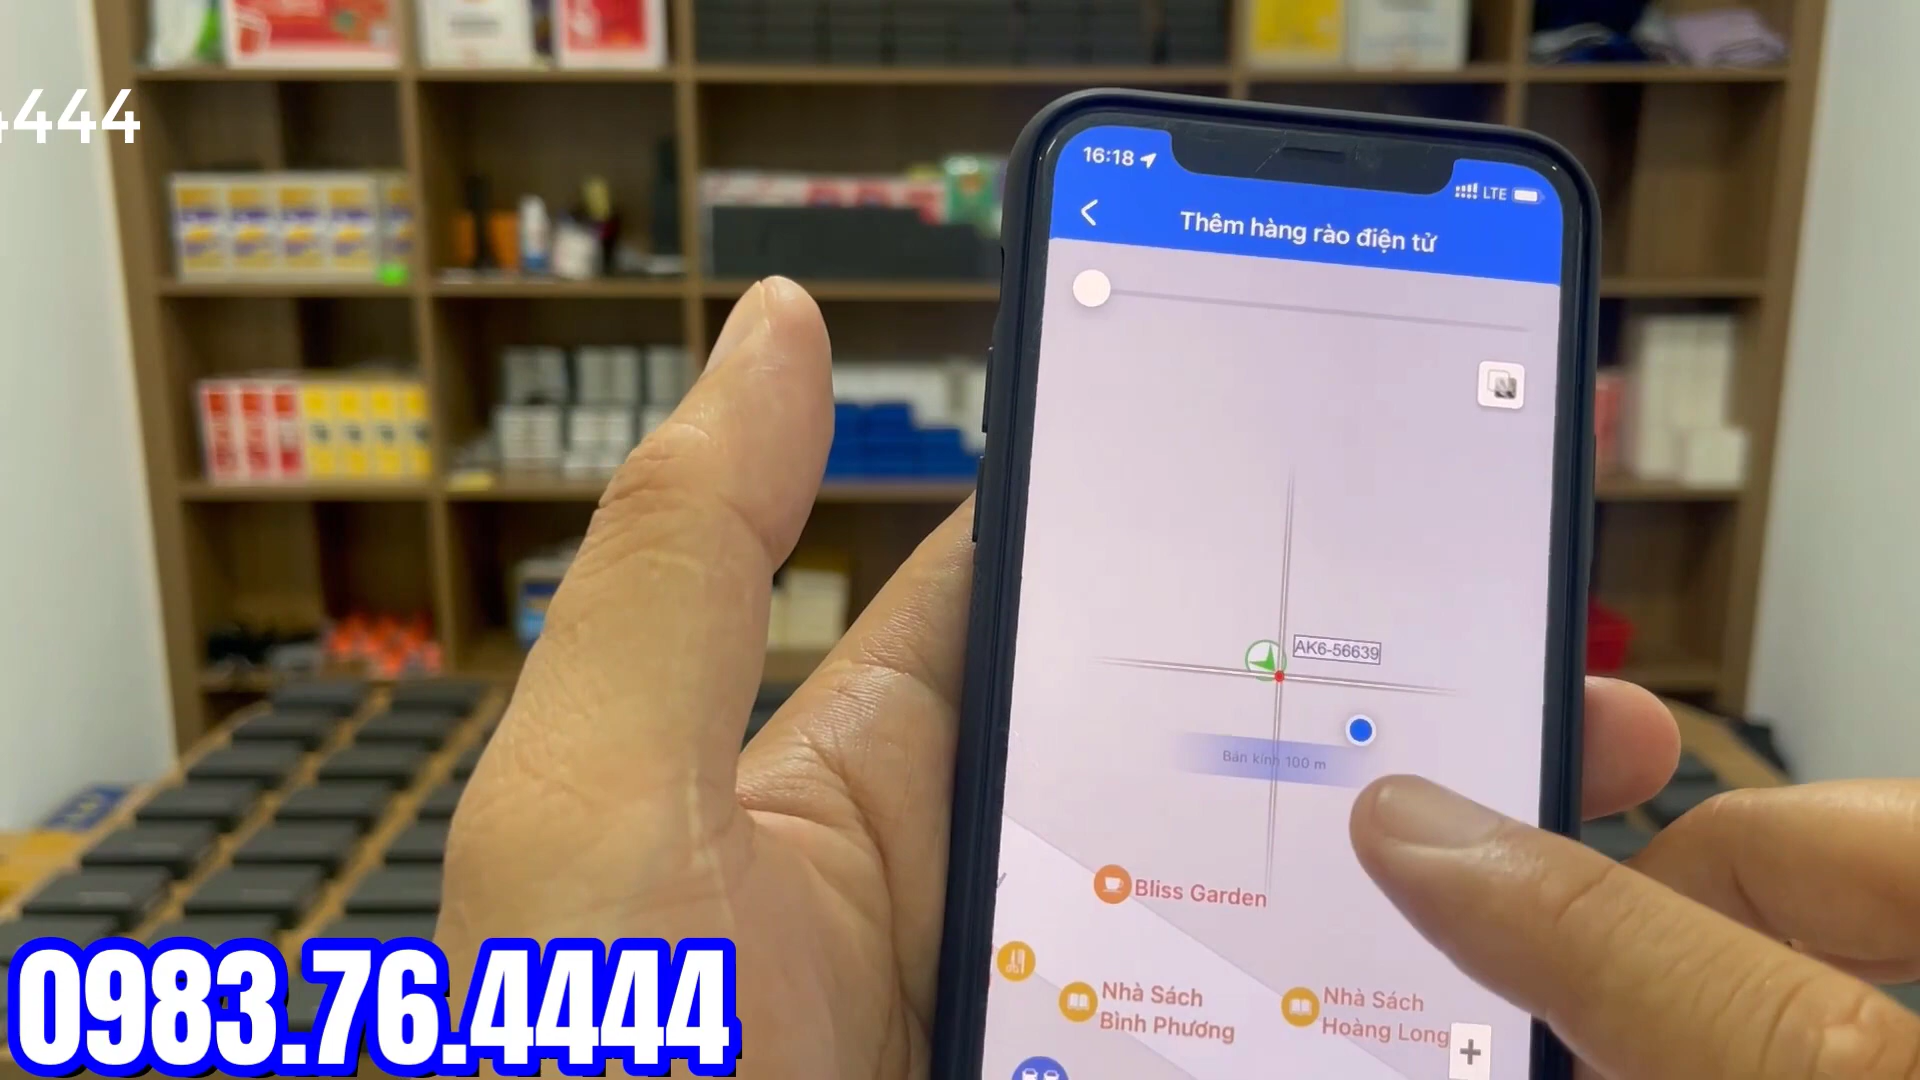 4444
16:18
LTE
Thêm hàng rào điện tử
AK6-56639
Bán kính 100 m
Bliss Garden
Nhà Sách
Bình Phương
Nhà Sách
Hoàng Long
0983.76.4444